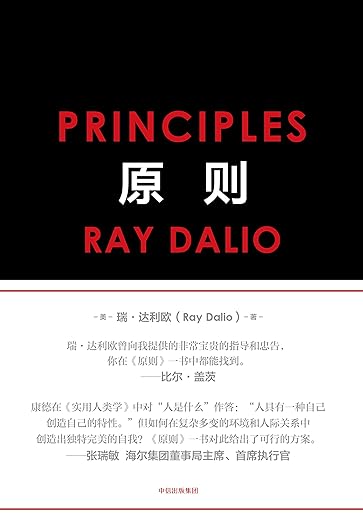 PRINCIPLES
原 则
RAY DALIO
－美－ 瑞·达利欧（Ray Dalio）－著－
瑞·达利欧曾向我提供的非常宝贵的指导和忠告，
你在《原则》一书中都能找到。
——比尔·盖茨
康德在《实用人类学》中对“人是什么”作答：“人具有一种自己
创造自己的特性。”但如何在复杂多变的环境和人际关系中
创造出独特完美的自我？《原则》一书对此给出了可行的方案。
——张瑞敏 海尔集团董事局主席、首席执行官
中信出版集团